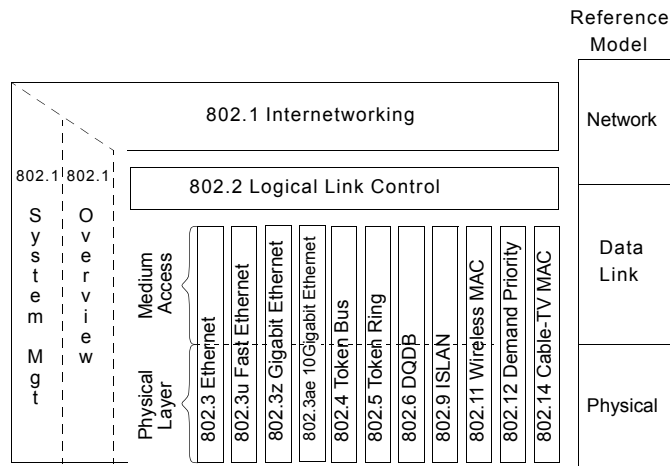 Reference
Model
802.1 Internetworking
Network
802.1
802.1
802.2 Logical Link Control
System Mgt
Overview
Medium
Access
Physical
Layer
802.3 Ethernet
802.3u Fast Ethernet
802.3z Gigabit Ethernet
802.3ae 10Gigabit Ethernet
802.4 Token Bus
802.5 Token Ring
802.6 DQDB
802.9 ISLAN
802.11 Wireless MAC
802.12 Demand Priority
802.14 Cable-TV MAC
Data
Link
Physical